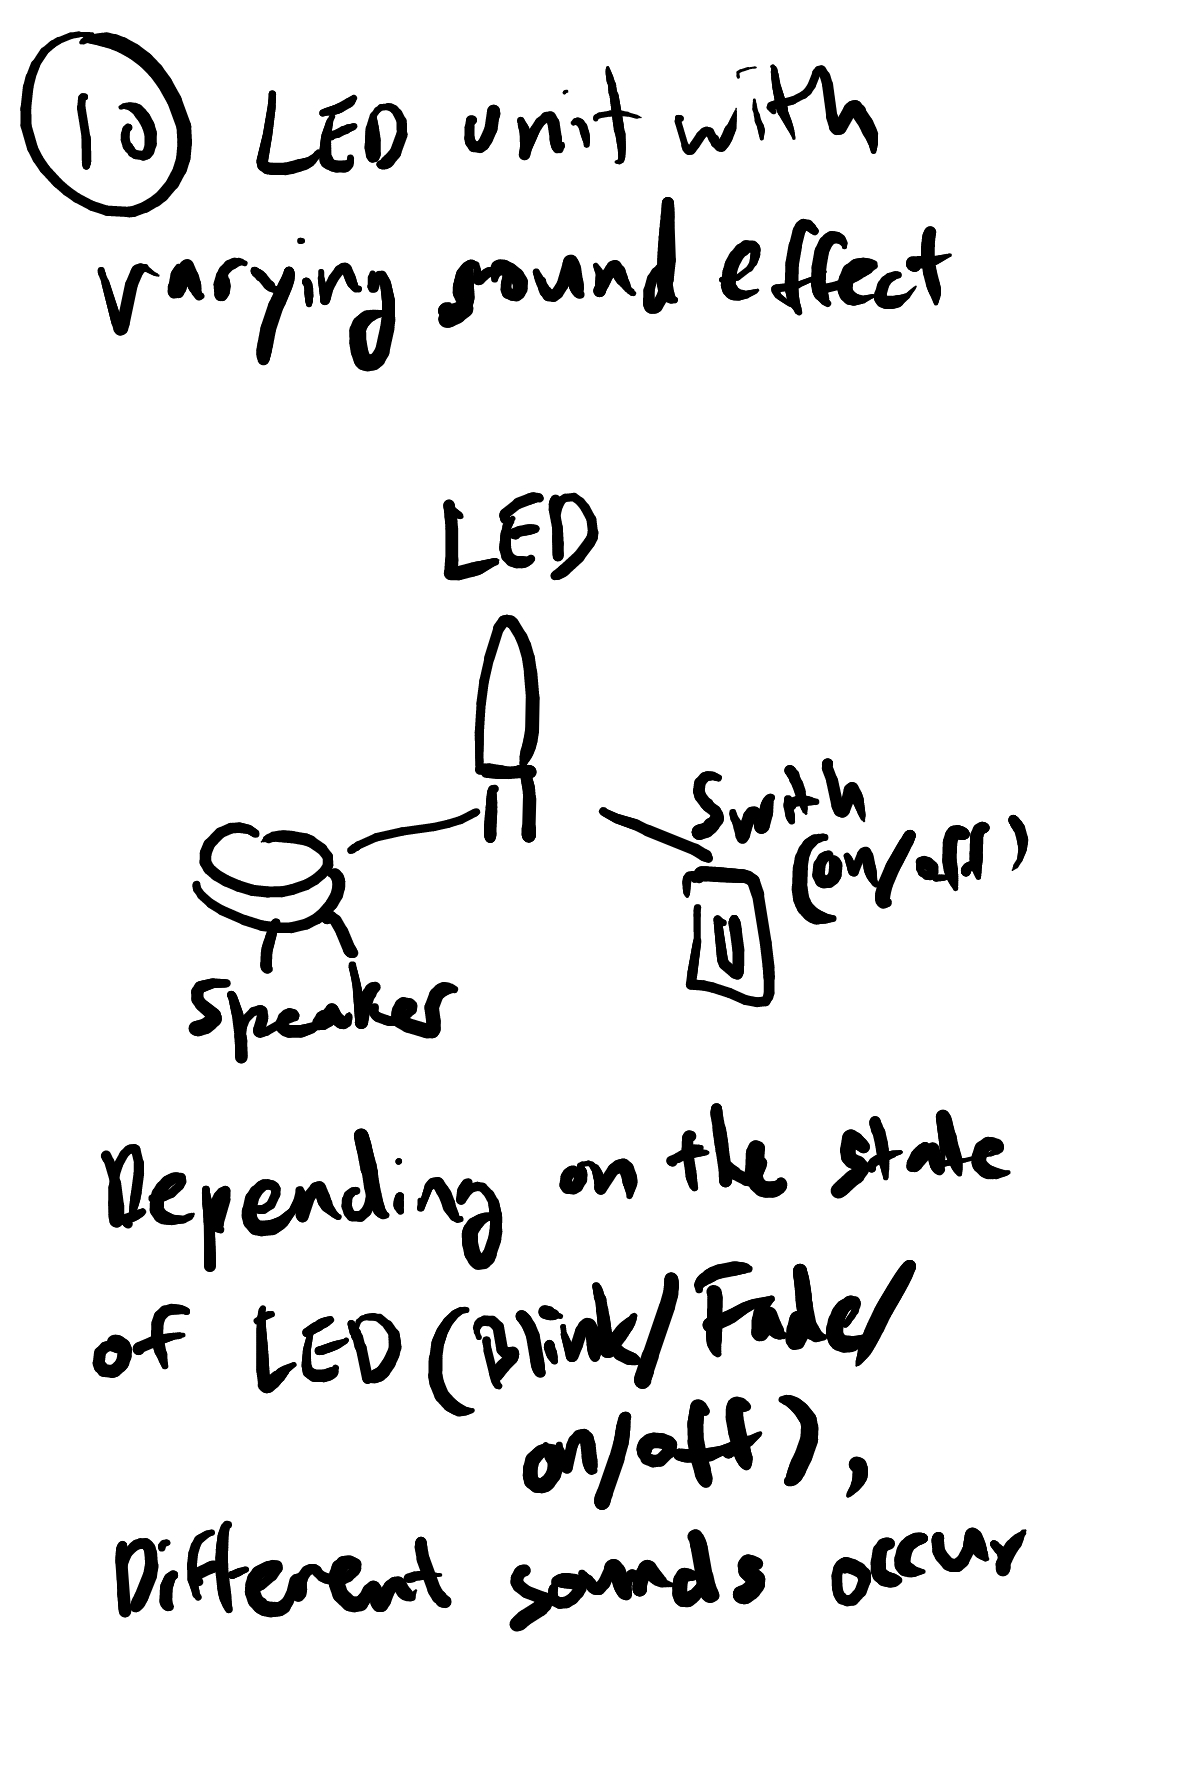 10 LED unit with
varying sound effect
LED
Swith
(on/off)
Speaker
Depending on the state
of LED (Blink/Fade/
on/off),
Different sounds occur